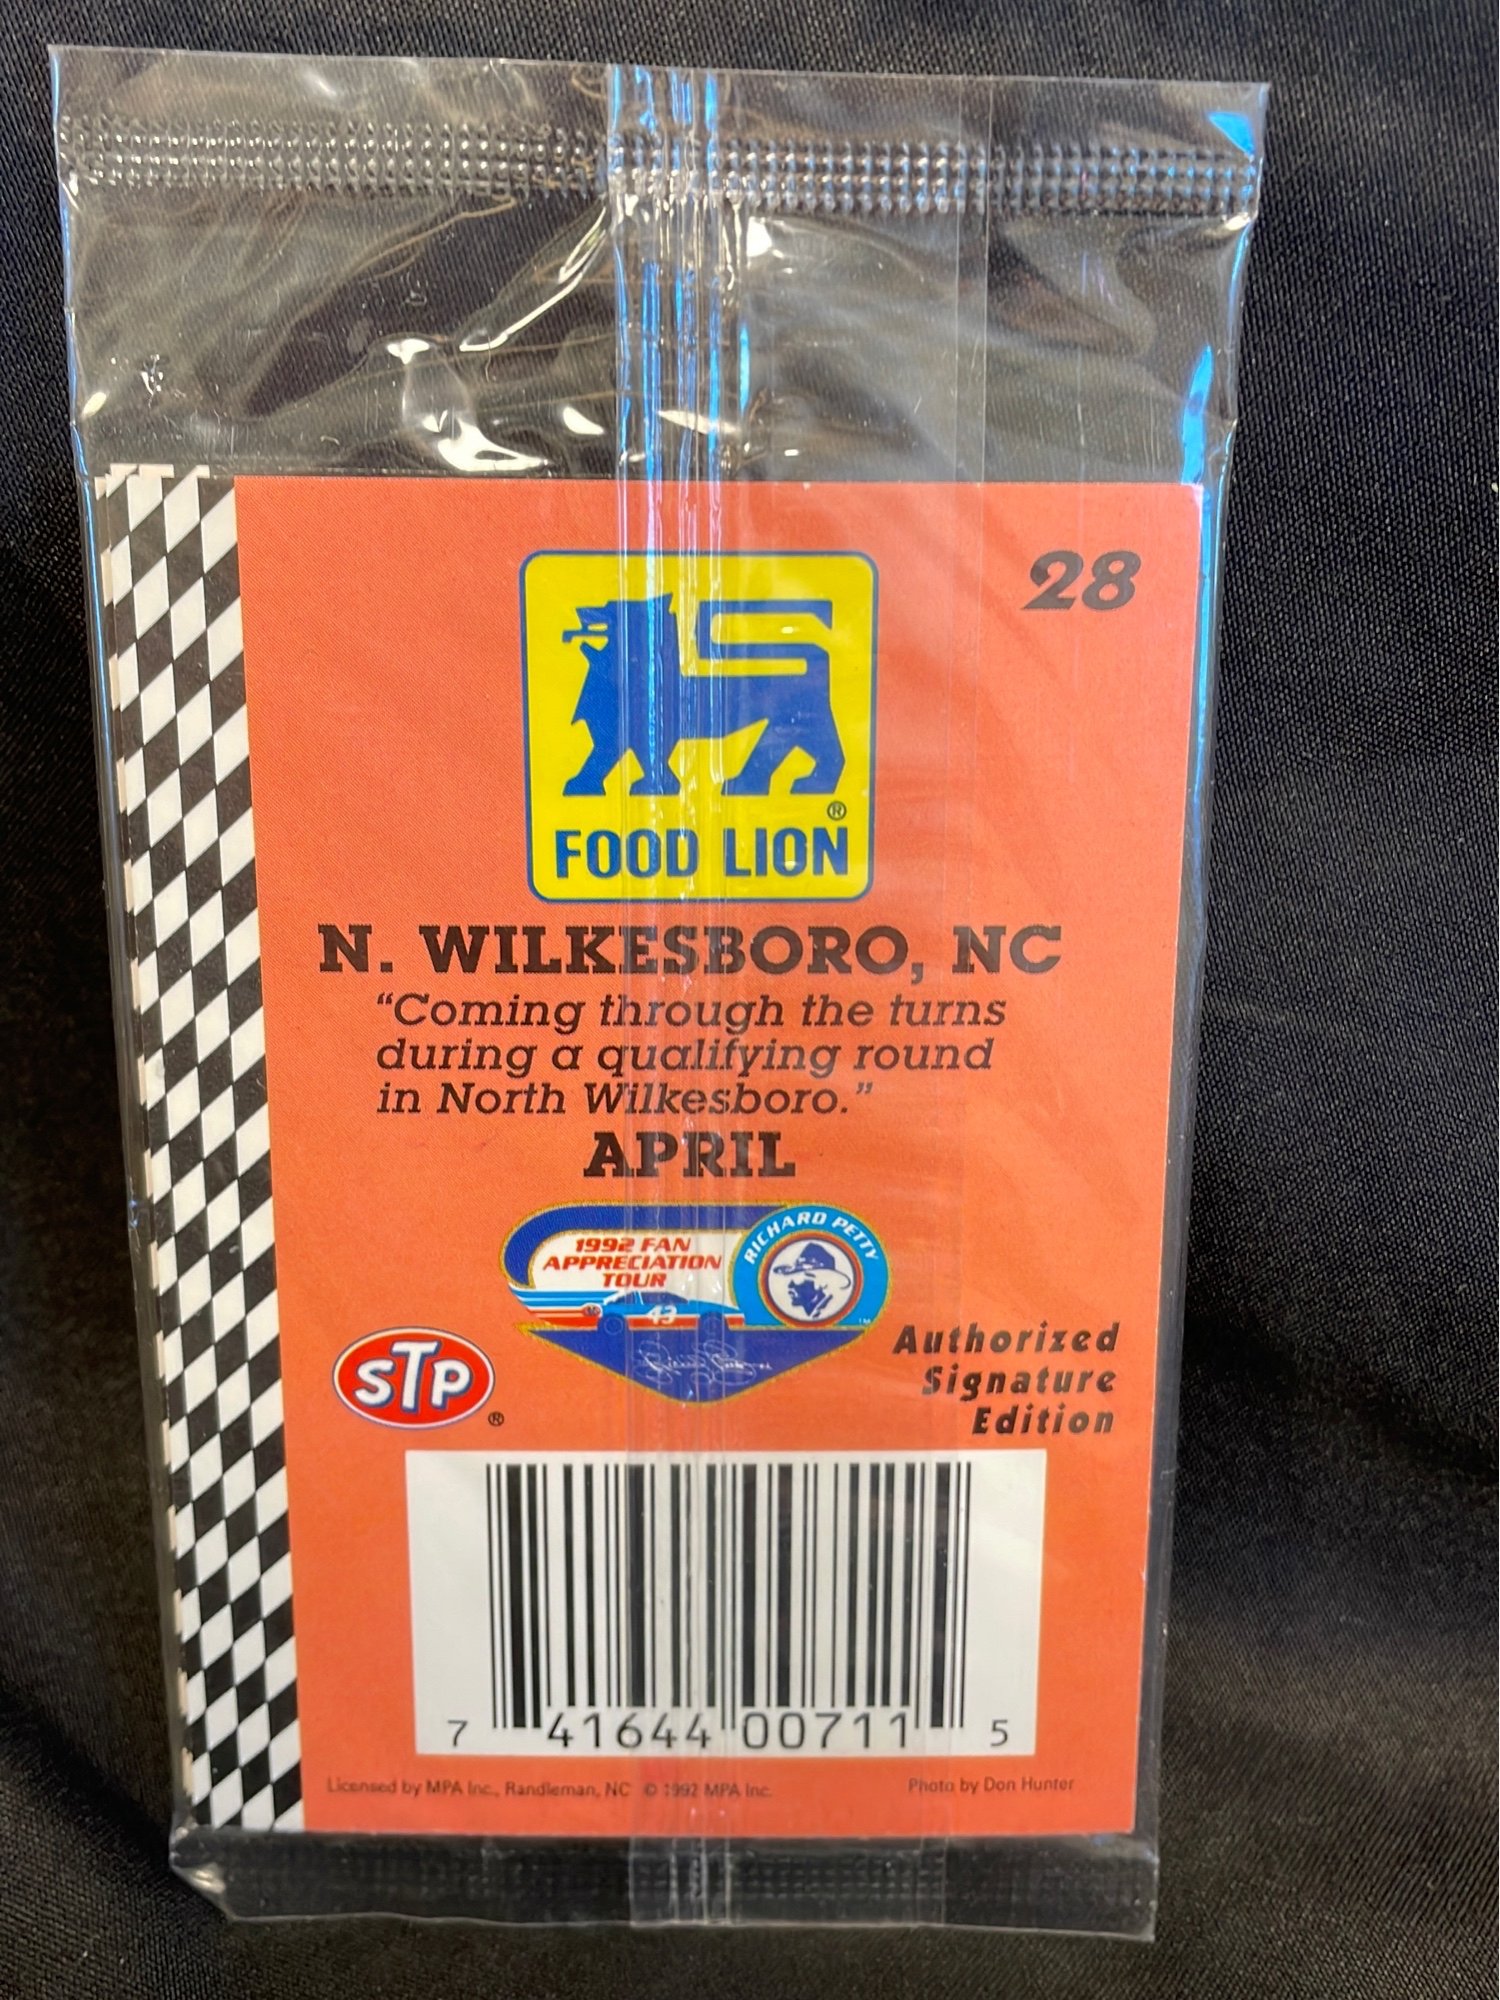 28
®
FOOD LION
N. WILKESBORO, NC
“Coming through the turns
during a qualifying round
in North Wilkesboro.”
APRIL
1992 FAN
APPRECIATION
TOUR
RICHARD PETTY
43
™
STP
®
Authorized
Signature
Edition
7 41644 00711 5
Licensed by MPA Inc., Randleman, NC © 1992 MPA Inc.
Photo by Don Hunter